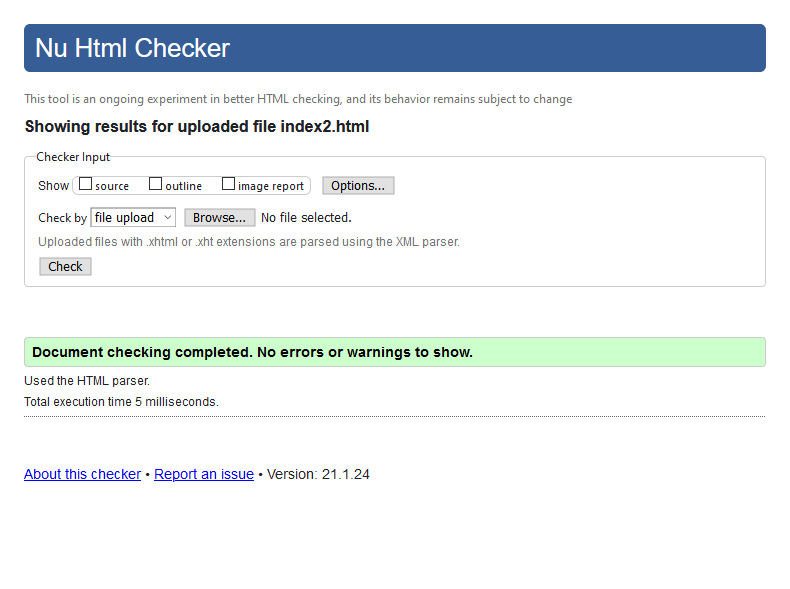 Nu Html Checker
This tool is an ongoing experiment in better HTML checking, and its behavior remains subject to change
Showing results for uploaded file index2.html
Checker Input
Show source outline image report Options...
Check by file upload Browse... No file selected.
Uploaded files with .xhtml or .xht extensions are parsed using the XML parser.
Check
Document checking completed. No errors or warnings to show.
Used the HTML parser.
Total execution time 5 milliseconds.
About this checker • Report an issue • Version: 21.1.24